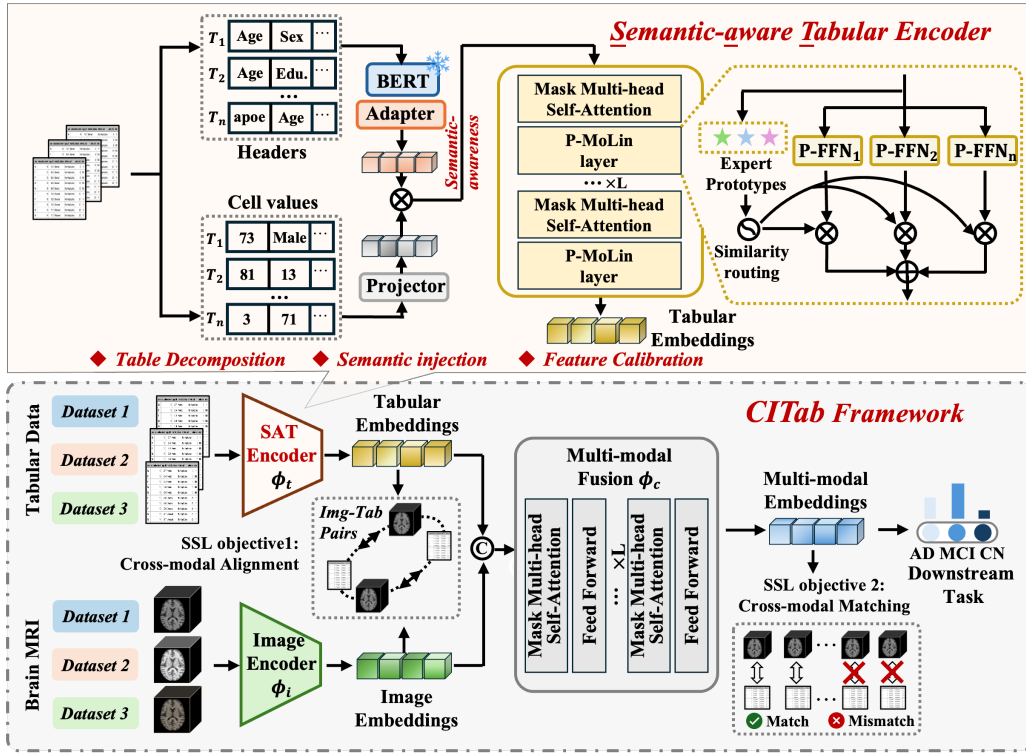 Semantic-aware Tabular Encoder
T1 Age Sex ...
T2 Age Edu. ...
...
Tn apoe Age ...
Headers
BERT
Adapter
Semantic-awareness
Cell values
T1 73 Male ...
T2 81 13 ...
...
Tn 3 71 ...
Projector
Mask Multi-head
Self-Attention
P-MoLin
layer
... ×L
Mask Multi-head
Self-Attention
P-MoLin
layer
Tabular
Embeddings
Expert
Prototypes
Similarity
routing
P-FFN1
P-FFN2
P-FFNn
Table Decomposition
Semantic injection
Feature Calibration
CITab Framework
Tabular Data
Dataset 1
Dataset 2
Dataset 3
SAT
Encoder
ϕt
Tabular
Embeddings
SSL objective1:
Cross-modal Alignment
Img-Tab
Pairs
Brain MRI
Dataset 1
Dataset 2
Dataset 3
Image
Encoder
ϕi
Image
Embeddings
C
Multi-modal
Fusion ϕc
Mask Multi-head
Self-Attention
Feed Forward
... ×L
Mask Multi-head
Self-Attention
Feed Forward
Multi-modal
Embeddings
AD MCI CN
Downstream
Task
SSL objective 2:
Cross-modal Matching
...
...
Match
Mismatch